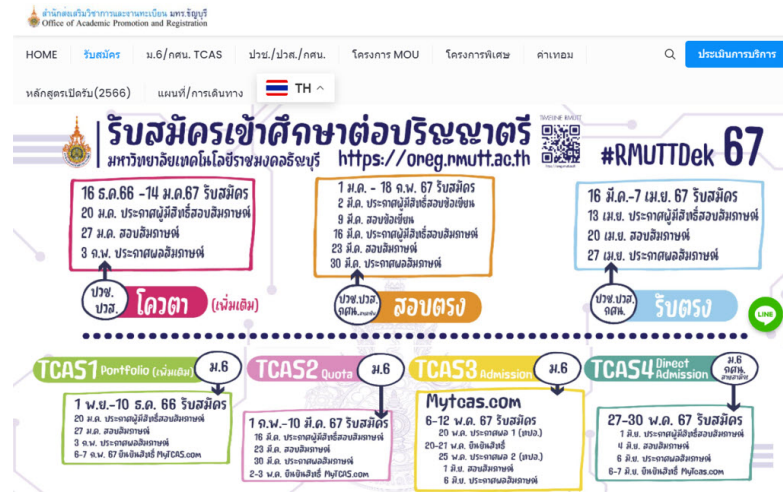 สำนักส่งเสริมวิชาการและงานทะเบียน มทร.ธัญบุรี
Office of Academic Promotion and Registration
HOME รับสมัคร ม.6/กศน. TCAS ปวช./ปวส./กศน. โครงการ MOU โครงการพิเศษ ค่าเทอม ประเมินการบริการ
หลักสูตรเปิดรับ(2566) แผนที่/การเดินทาง TH
รับสมัครเข้าศึกษาต่อปริญญาตรี
มหาวิทยาลัยเทคโนโลยีราชมงคลธัญบุรี https://oreg.rmutt.ac.th
TIMELINE RMUTT
#RMUTTDek 67
16 ธ.ค.66 -14 ม.ค.67 รับสมัคร
20 ม.ค. ประกาศผู้มีสิทธิ์สอบสัมภาษณ์
27 ม.ค. สอบสัมภาษณ์
3 ก.พ. ประกาศผลสัมภาษณ์
ปวช. ปวส.
โควตา (เพิ่มเติม)
1 ม.ค. - 18 ก.พ. 67 รับสมัคร
2 มี.ค. ประกาศผู้มีสิทธิ์สอบข้อเขียน
9 มี.ค. สอบข้อเขียน
16 มี.ค. ประกาศผู้มีสิทธิ์สอบสัมภาษณ์
23 มี.ค. สอบสัมภาษณ์
30 มี.ค. ประกาศผลสัมภาษณ์
ปวช.ปวส. กศน.
สอบตรง
16 มี.ค.-7 เม.ย. 67 รับสมัคร
13 เม.ย. ประกาศผู้มีสิทธิ์สอบสัมภาษณ์
20 เม.ย. สอบสัมภาษณ์
27 เม.ย. ประกาศผลสัมภาษณ์
ปวช.ปวส. กศน.
รับตรง
LINE
TCAS1 Portfolio (เพิ่มเติม) ม.6
1 พ.ย.-10 ธ.ค. 66 รับสมัคร
20 ม.ค. ประกาศผู้มีสิทธิ์สอบสัมภาษณ์
27 ม.ค. สอบสัมภาษณ์
3 ก.พ. ประกาศผลสัมภาษณ์
6-7 ก.พ. 67 ยืนยันสิทธิ์ MyTCAS.com
TCAS2 Quota ม.6
1 ก.พ.-10 มี.ค. 67 รับสมัคร
16 มี.ค. ประกาศผู้มีสิทธิ์สอบสัมภาษณ์
23 มี.ค. สอบสัมภาษณ์
30 มี.ค. ประกาศผลสัมภาษณ์
2-3 พ.ค. ยืนยันสิทธิ์ MyTCAS.com
TCAS3 Admission ม.6
Mytcas.com
6-12 พ.ค. 67 รับสมัคร
20 พ.ค. ประกาศผล 1 (ทปอ.)
20-21 พ.ค. ยืนยันสิทธิ์
25 พ.ค. ประกาศผล 2 (ทปอ.)
1 มิ.ย. สอบสัมภาษณ์
6 มิ.ย. ประกาศผลสัมภาษณ์
TCAS4 Direct Admission ม.6 กศน.
27-30 พ.ค. 67 รับสมัคร
1 มิ.ย. ประกาศผู้มีสิทธิ์สอบสัมภาษณ์
4 มิ.ย. สอบสัมภาษณ์
6 มิ.ย. ประกาศผลสัมภาษณ์
6-7 มิ.ย. ยืนยันสิทธิ์ MyTcas.com